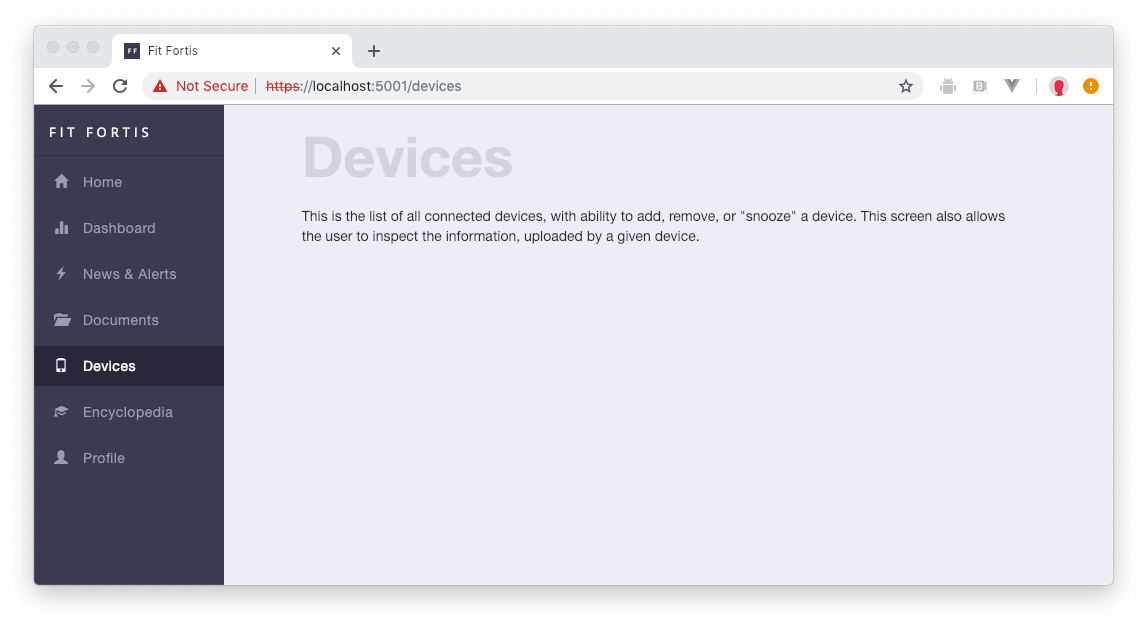 FF Fit Fortis
Not Secure https://localhost:5001/devices
FIT FORTIS
Home
Dashboard
News & Alerts
Documents
Devices
Encyclopedia
Profile
Devices
This is the list of all connected devices, with ability to add, remove, or "snooze" a device. This screen also allows
the user to inspect the information, uploaded by a given device.